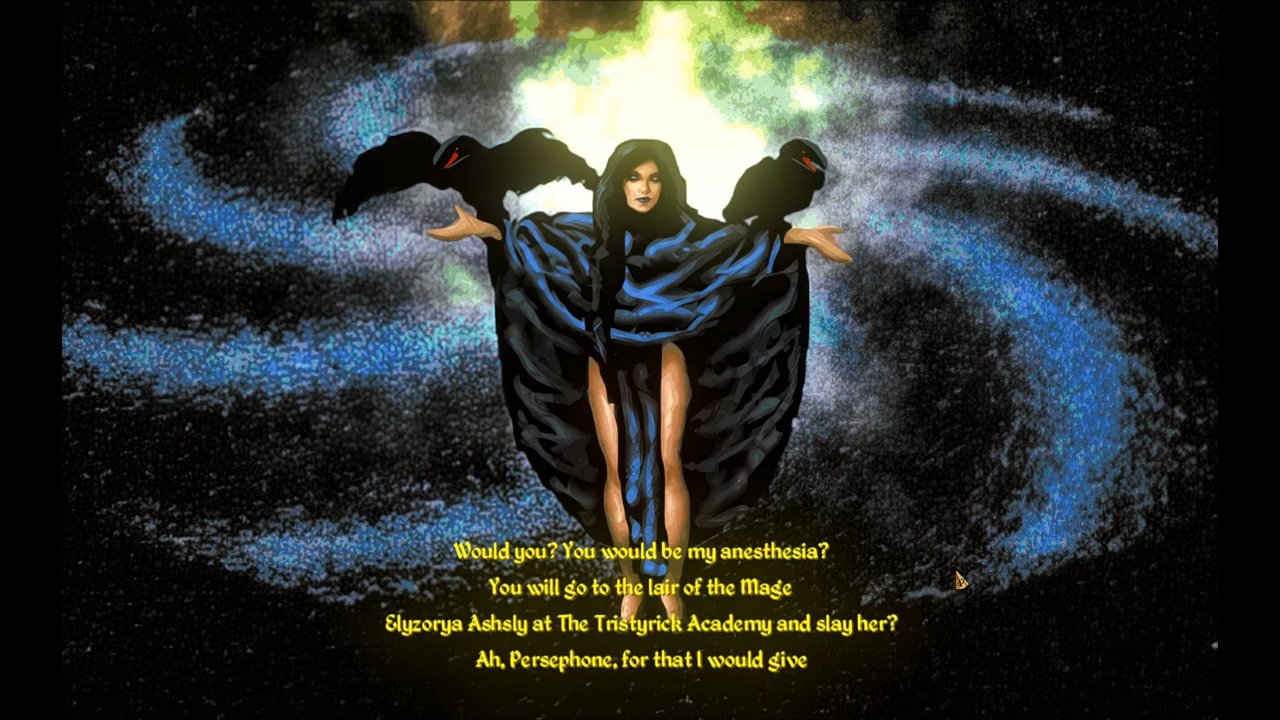 Would you? You would be my anesthesia?
You will go to the lair of the Mage
Elyzorya Ashsly at The Tristyrick Academy and slay her?
Ah, Persephone, for that I would give